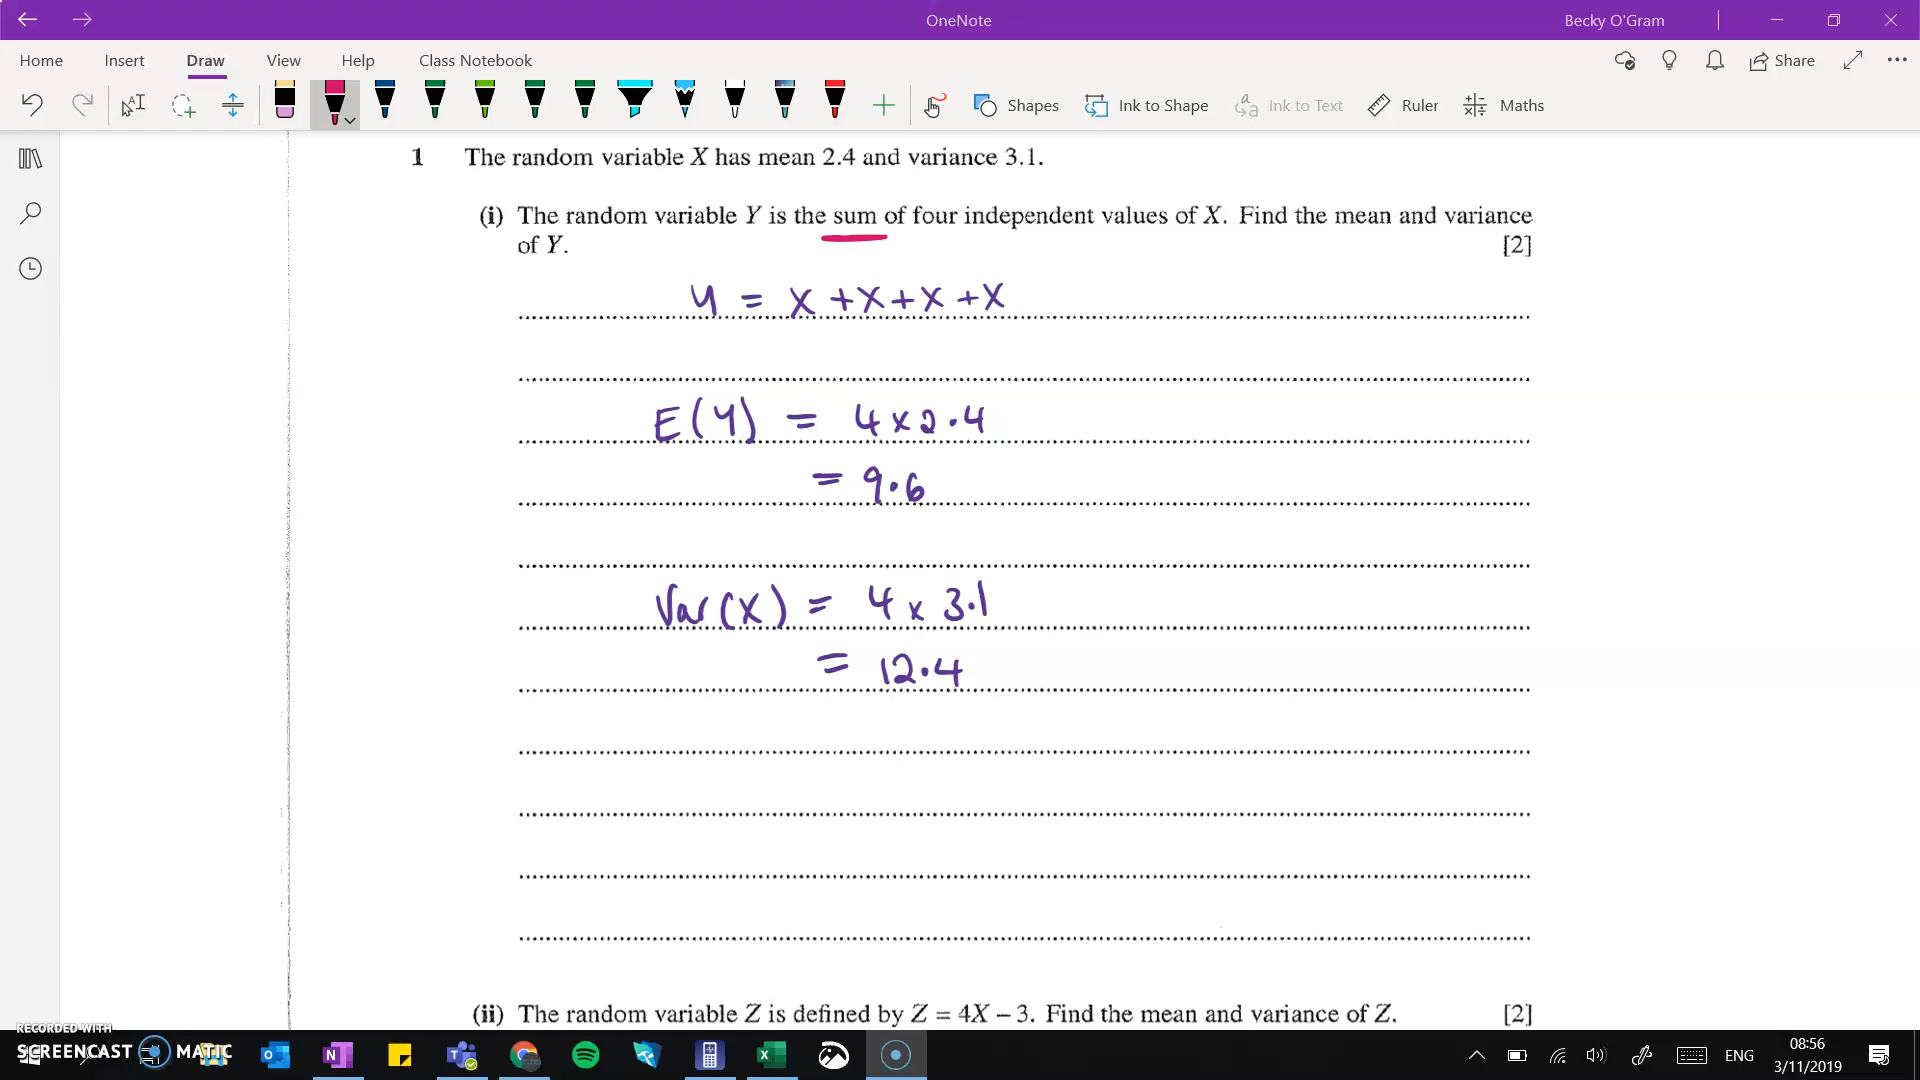 OneNote
Becky O'Gram
Home Insert Draw View Help Class Notebook Share
Shapes Ink to Shape Ink to Text Ruler Maths
1 The random variable X has mean 2.4 and variance 3.1.
(i) The random variable Y is the sum of four independent values of X. Find the mean and variance
of Y. [2]
Y = X + X + X + X
E(Y) = 4 x 2.4
= 9.6
Var(X) = 4 x 3.1
= 12.4
(ii) The random variable Z is defined by Z = 4X – 3. Find the mean and variance of Z. [2]
RECORDED WITH
SCREENCAST MATIC
ENG
08:56
3/11/2019